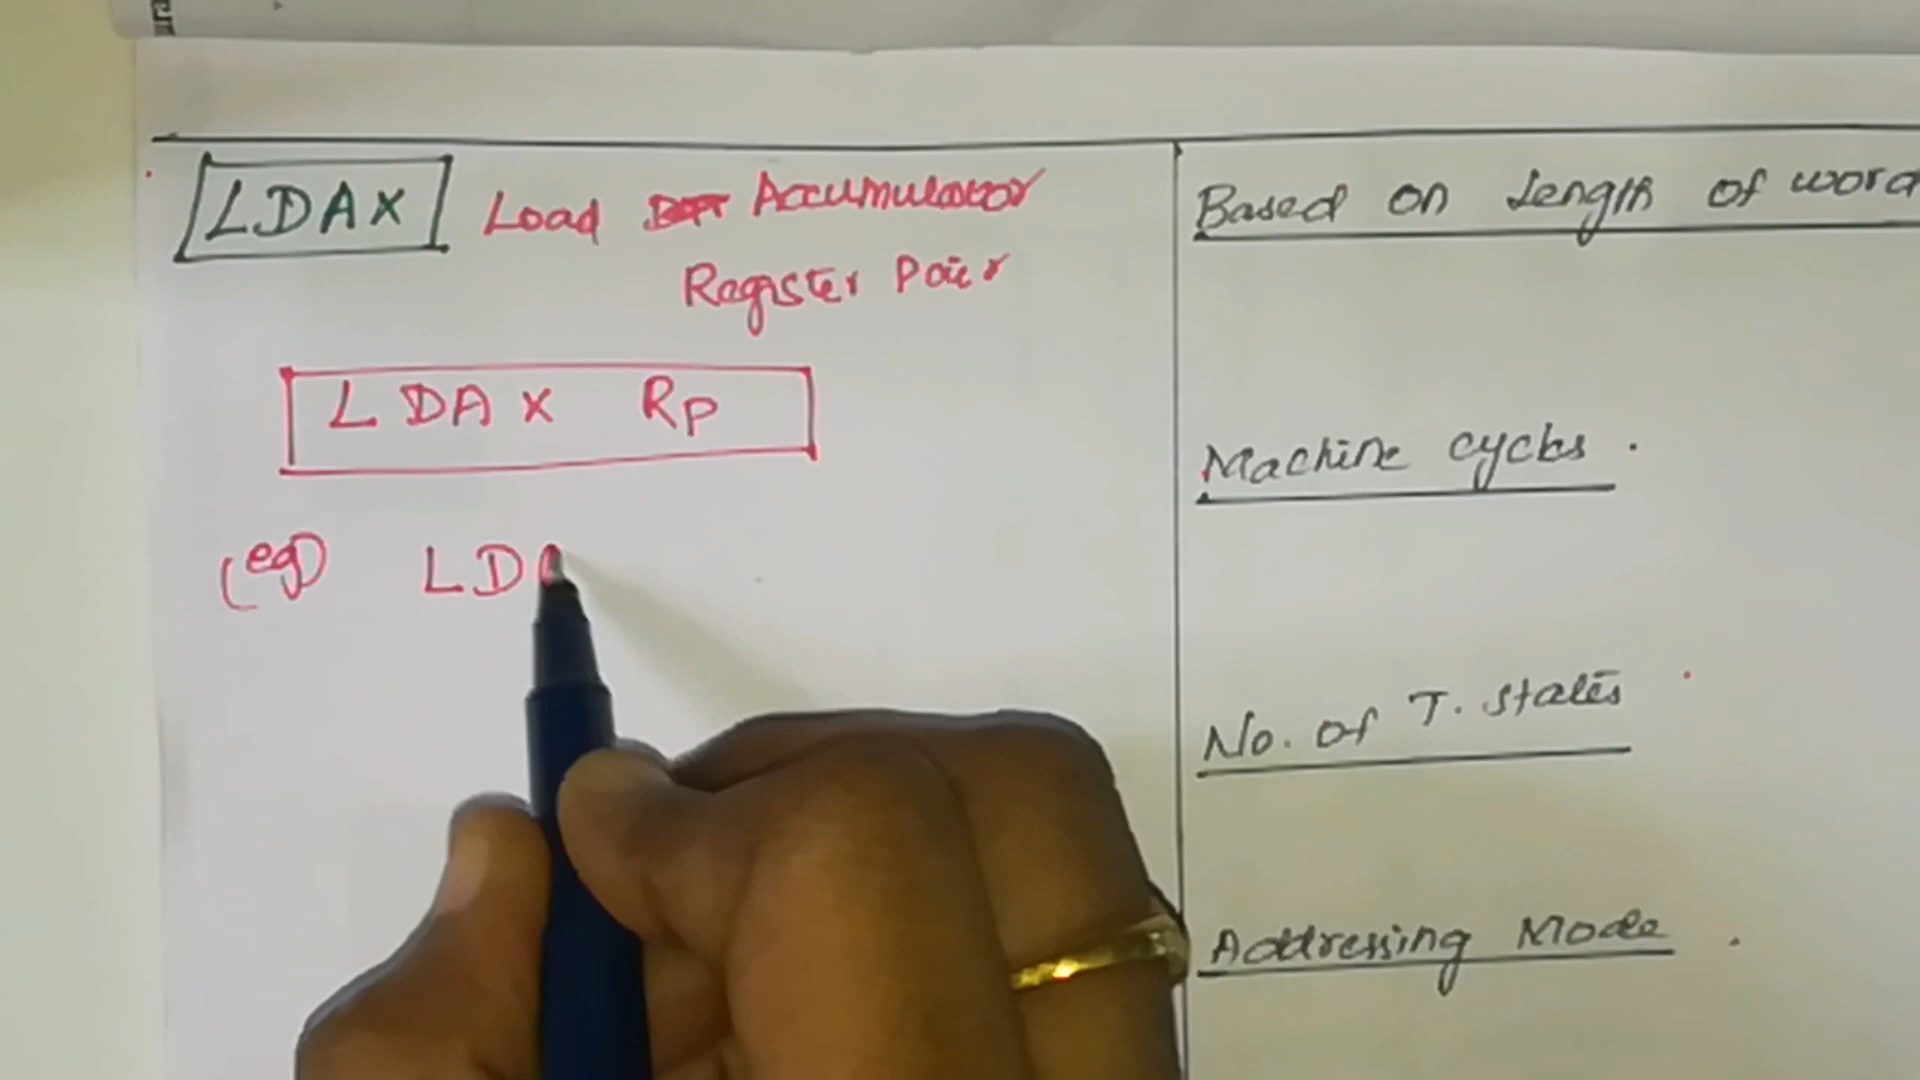 LDAX Load Accumulator
Register Pair
LDAX RP
(eg) LD
Based on Length of word
Machine cycles.
No. of T. states
Addressing Mode.